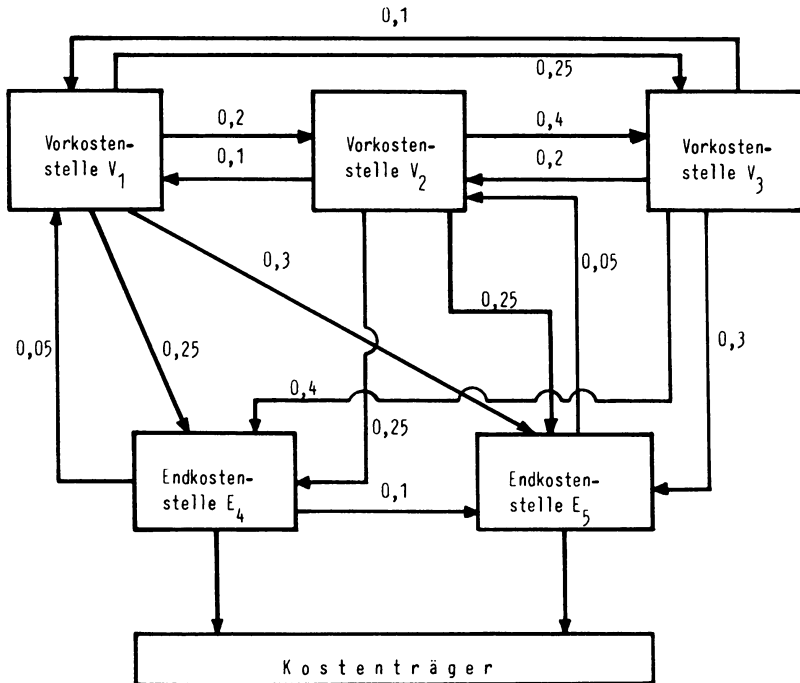 0,1
0,25
Vorkosten-
stelle V1
0,2
0,1
Vorkosten-
stelle V2
0,4
0,2
Vorkosten-
stelle V3
0,3
0,05
0,25
0,05
0,25
0,3
0,4
0,25
Endkosten-
stelle E4
0,1
Endkosten-
stelle E5
Kostenträger